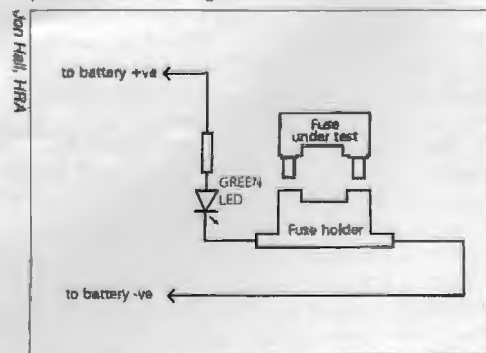 to battery +ve
Fuse
under test
GREEN
LED
Fuse holder
to battery -ve
Jon Hall, HRA